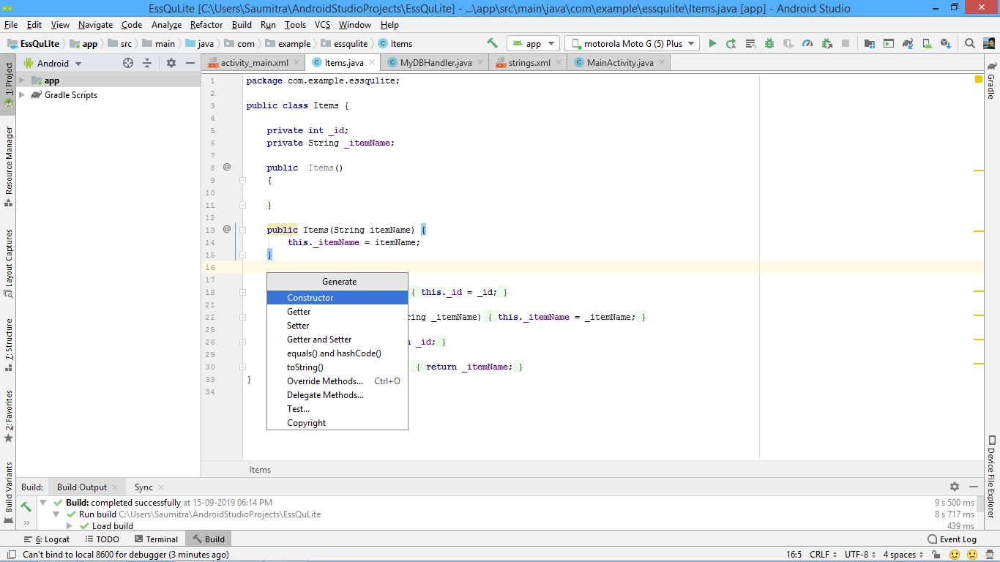 EssQuLite [C:\Users\Saumitra\AndroidStudioProjects\EssQuLite] - ...\app\src\main\java\com\example\essqulite\Items.java [app] - Android Studio
File Edit View Navigate Code Analyze Refactor Build Run Tools VCS Window Help
EssQuLite app src main java com example essqulite Items app motorola Moto G (5) Plus
Android activity_main.xml Items.java MyDBHandler.java strings.xml MainActivity.java
1: Project
Resource Manager
Layout Captures
7: Structure
2: Favorites
Build Variants
app
Gradle Scripts
1 package com.example.essqulite;
2
3 public class Items {
4
5 private int _id;
6 private String _itemName;
7
8 @ public Items()
9 {
10
11 }
12
13 @ public Items(String itemName) {
14 this._itemName = itemName;
15 }
16
17
18 { this._id = _id; }
21
22 ring _itemName) { this._itemName = _itemName; }
25
26 _id; }
29
30 { return _itemName; }
33 }
34
Generate
Constructor
Getter
Setter
Getter and Setter
equals() and hashCode()
toString()
Override Methods... Ctrl+O
Delegate Methods...
Test...
Copyright
Items
Gradle
Device File Explorer
Build: Build Output Sync
Build: completed successfully at 15-09-2019 06:14 PM 9 s 500 ms
Run build C:\Users\Saumitra\AndroidStudioProjects\EssQuLite 8 s 717 ms
Load build 439 ms
6: Logcat TODO Terminal Build Event Log
Can't bind to local 8600 for debugger (3 minutes ago) 16:5 CRLF UTF-8 4 spaces